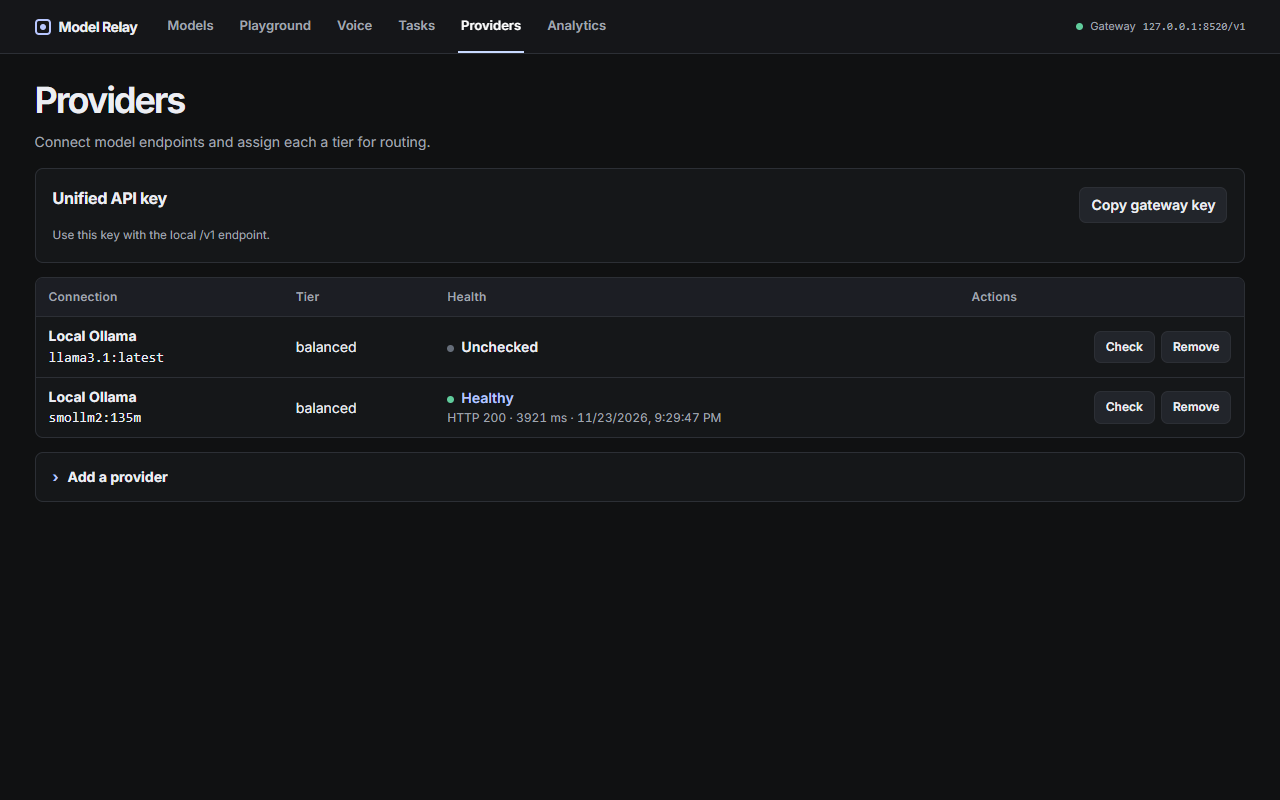 Model Relay Models Playground Voice Tasks Providers Analytics Gateway 127.0.0.1:8520/v1
Providers
Connect model endpoints and assign each a tier for routing.
Unified API key
Copy gateway key
Use this key with the local /v1 endpoint.
Connection Tier Health Actions
Local Ollama
llama3.1:latest
balanced
Unchecked
Check Remove
Local Ollama
smollm2:135m
balanced
Healthy
HTTP 200 · 3921 ms · 11/23/2026, 9:29:47 PM
Check Remove
› Add a provider